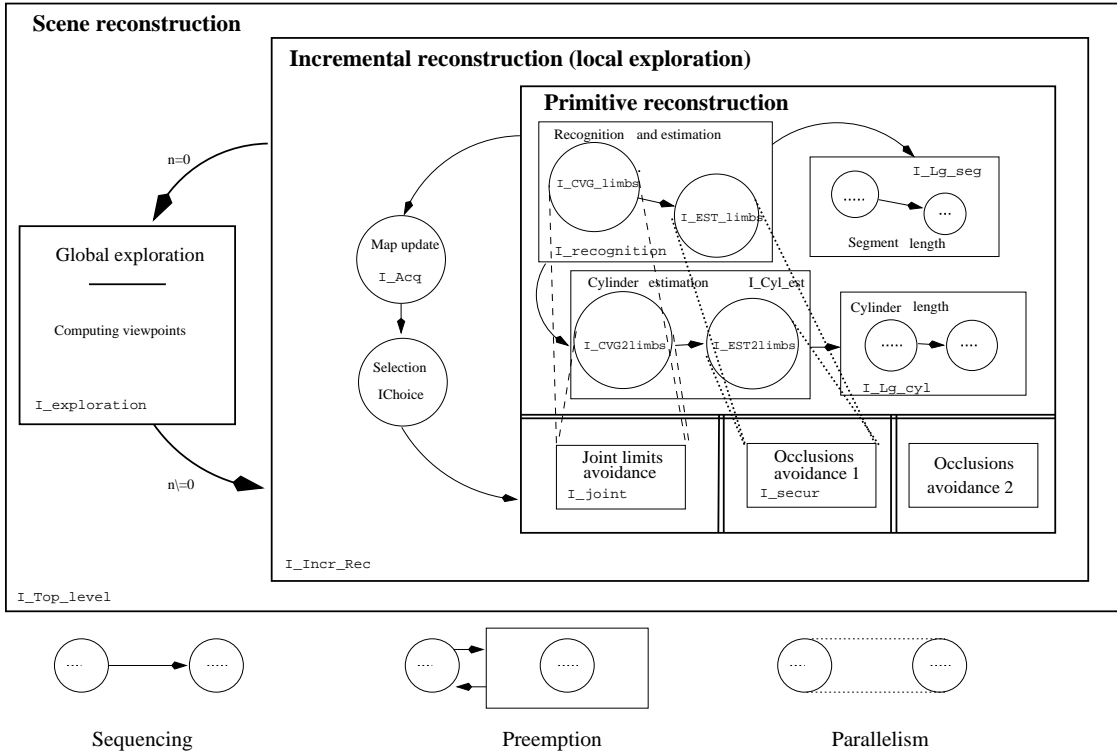 Scene reconstruction
Incremental reconstruction (local exploration)
Primitive reconstruction
Recognition and estimation
I_CVG_limbs
I_EST_limbs
I_recognition
I_Lg_seg
.....
...
Segment length
n=0
Global exploration
Computing viewpoints
I_exploration
n\=0
Map update
I_Acq
Selection
IChoice
Cylinder estimation
I_Cyl_est
I_CVG2limbs
I_EST2limbs
Cylinder length
.....
....
I_Lg_cyl
Joint limits
avoidance
I_joint
Occlusions
avoidance 1
I_secur
Occlusions
avoidance 2
I_Incr_Rec
I_Top_level
....
.....
....
.....
....
.....
Sequencing
Preemption
Parallelism